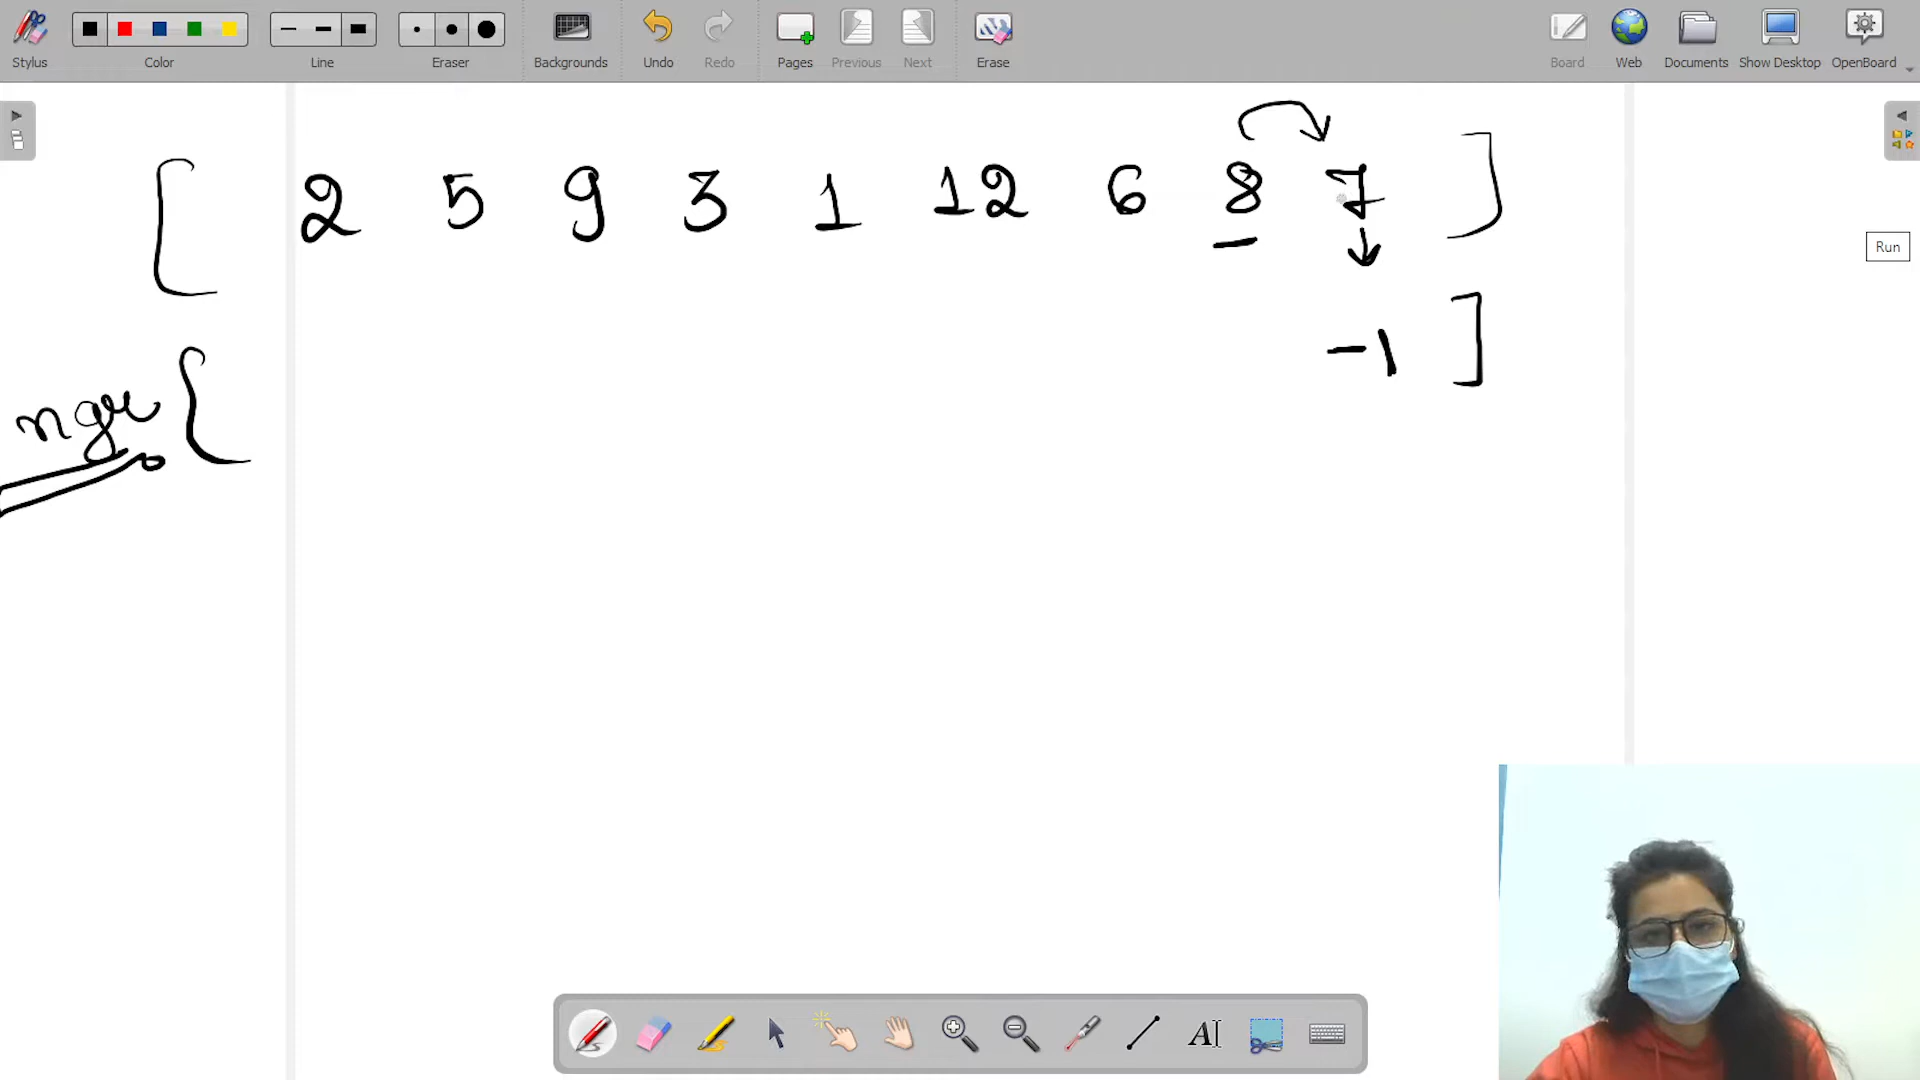 Stylus Color Line Eraser Backgrounds Undo Redo Pages Previous Next Erase Board Web Documents Show Desktop OpenBoard
[ 2 5 9 3 1 12 6 8 7 ]
Run
-1 ]
ngr [
A